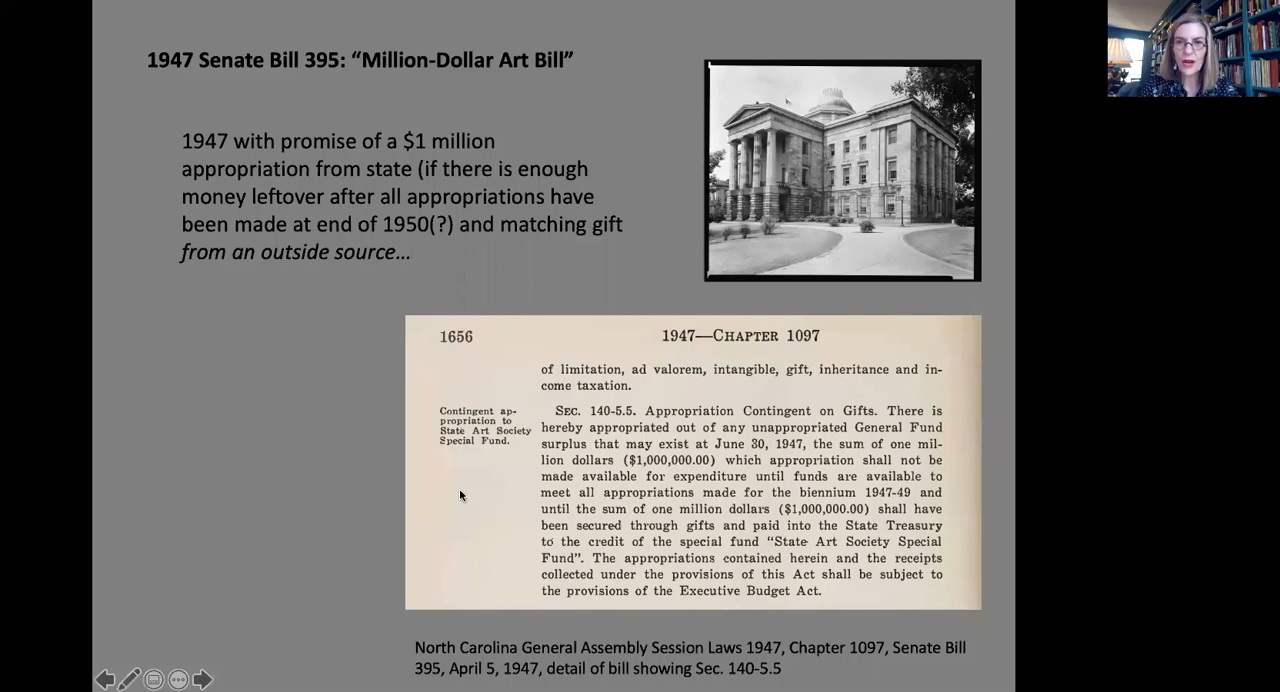 1947 Senate Bill 395: “Million-Dollar Art Bill”
1947 with promise of a $1 million
appropriation from state (if there is enough
money leftover after all appropriations have
been made at end of 1950(?) and matching gift
from an outside source…
1656
1947—CHAPTER 1097
of limitation, ad valorem, intangible, gift, inheritance and in-
come taxation.
Contingent ap-
propriation to
State Art Society
Special Fund.
SEC. 140-5.5. Appropriation Contingent on Gifts. There is
hereby appropriated out of any unappropriated General Fund
surplus that may exist at June 30, 1947, the sum of one mil-
lion dollars ($1,000,000.00) which appropriation shall not be
made available for expenditure until funds are available to
meet all appropriations made for the biennium 1947-49 and
until the sum of one million dollars ($1,000,000.00) shall have
been secured through gifts and paid into the State Treasury
to the credit of the special fund “State Art Society Special
Fund”. The appropriations contained herein and the receipts
collected under the provisions of this Act shall be subject to
the provisions of the Executive Budget Act.
North Carolina General Assembly Session Laws 1947, Chapter 1097, Senate Bill
395, April 5, 1947, detail of bill showing Sec. 140-5.5